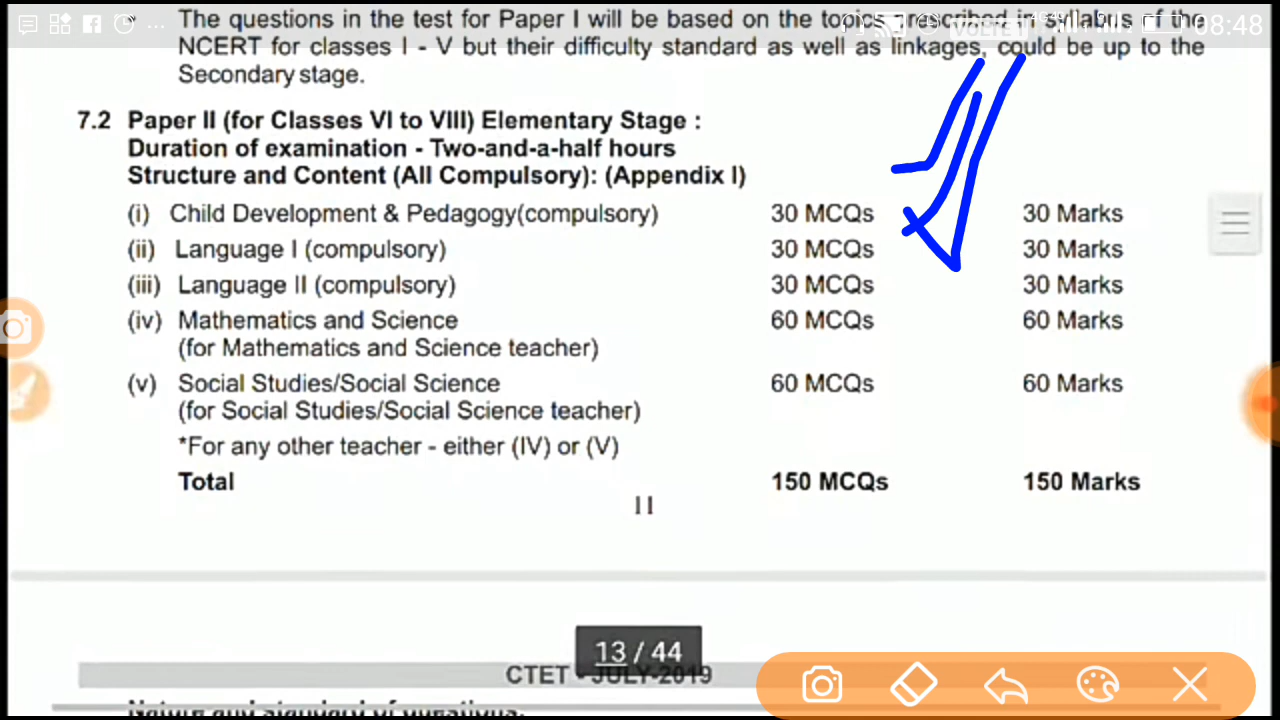 The questions in the test for Paper I will be based on the topics prescribed in syllabus of the
NCERT for classes I - V but their difficulty standard as well as linkages, could be up to the
Secondary stage.
08:48
7.2 Paper II (for Classes VI to VIII) Elementary Stage :
Duration of examination - Two-and-a-half hours
Structure and Content (All Compulsory): (Appendix I)
(i) Child Development & Pedagogy(compulsory) 30 MCQs 30 Marks
(ii) Language I (compulsory) 30 MCQs 30 Marks
(iii) Language II (compulsory) 30 MCQs 30 Marks
(iv) Mathematics and Science 60 MCQs 60 Marks
(for Mathematics and Science teacher)
(v) Social Studies/Social Science 60 MCQs 60 Marks
(for Social Studies/Social Science teacher)
*For any other teacher - either (IV) or (V)
Total 150 MCQs 150 Marks
11
13 / 44
CTET - JULY-2019
Nature and standard of questions: